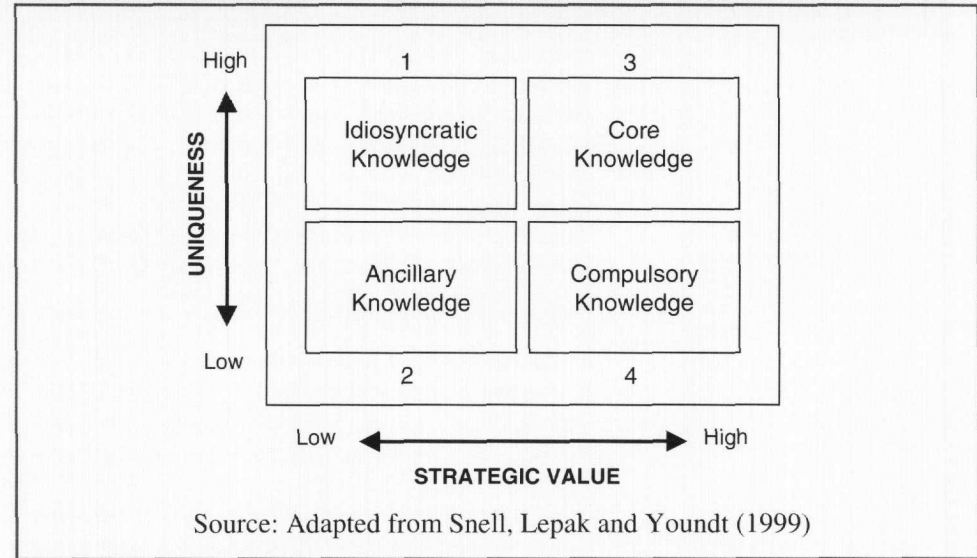 High
1
3
Idiosyncratic
Knowledge
Core
Knowledge
UNIQUENESS
Ancillary
Knowledge
Compulsory
Knowledge
Low
2
4
Low
High
STRATEGIC VALUE
Source: Adapted from Snell, Lepak and Youndt (1999)